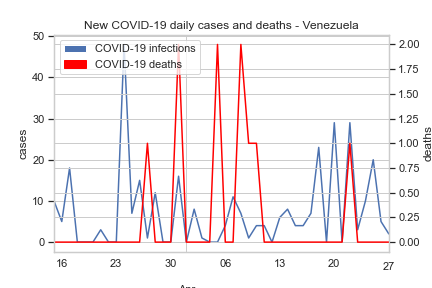 New COVID-19 daily cases and deaths - Venezuela
COVID-19 infections
COVID-19 deaths
cases
50
40
30
20
10
0
deaths
2.00
1.75
1.50
1.25
1.00
0.75
0.50
0.25
0.00
16 23 30 06 13 20 27